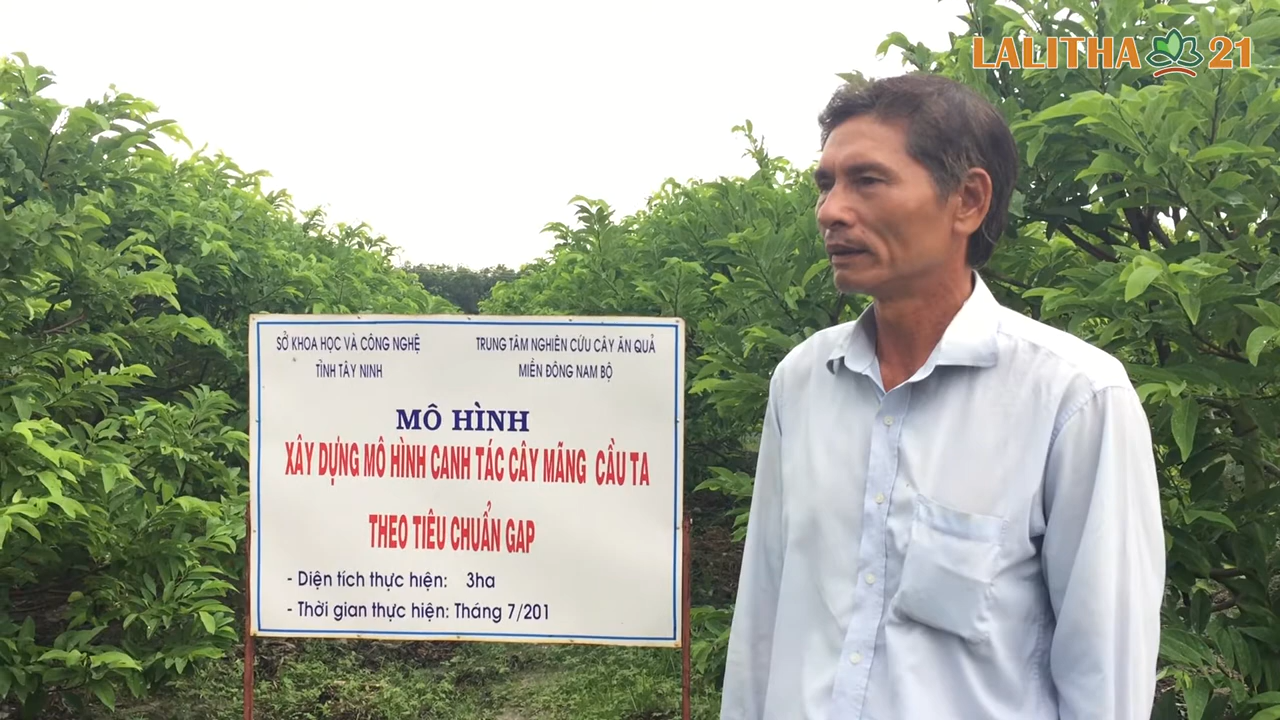 LALITHA 21
SỞ KHOA HỌC VÀ CÔNG NGHỆ
TỈNH TÂY NINH
TRUNG TÂM NGHIÊN CỨU CÂY ĂN QUẢ
MIỀN ĐÔNG NAM BỘ
MÔ HÌNH
XÂY DỰNG MÔ HÌNH CANH TÁC CÂY MÃNG CẦU TA
THEO TIÊU CHUẨN GAP
- Diện tích thực hiện: 3ha
- Thời gian thực hiện: Tháng 7/201